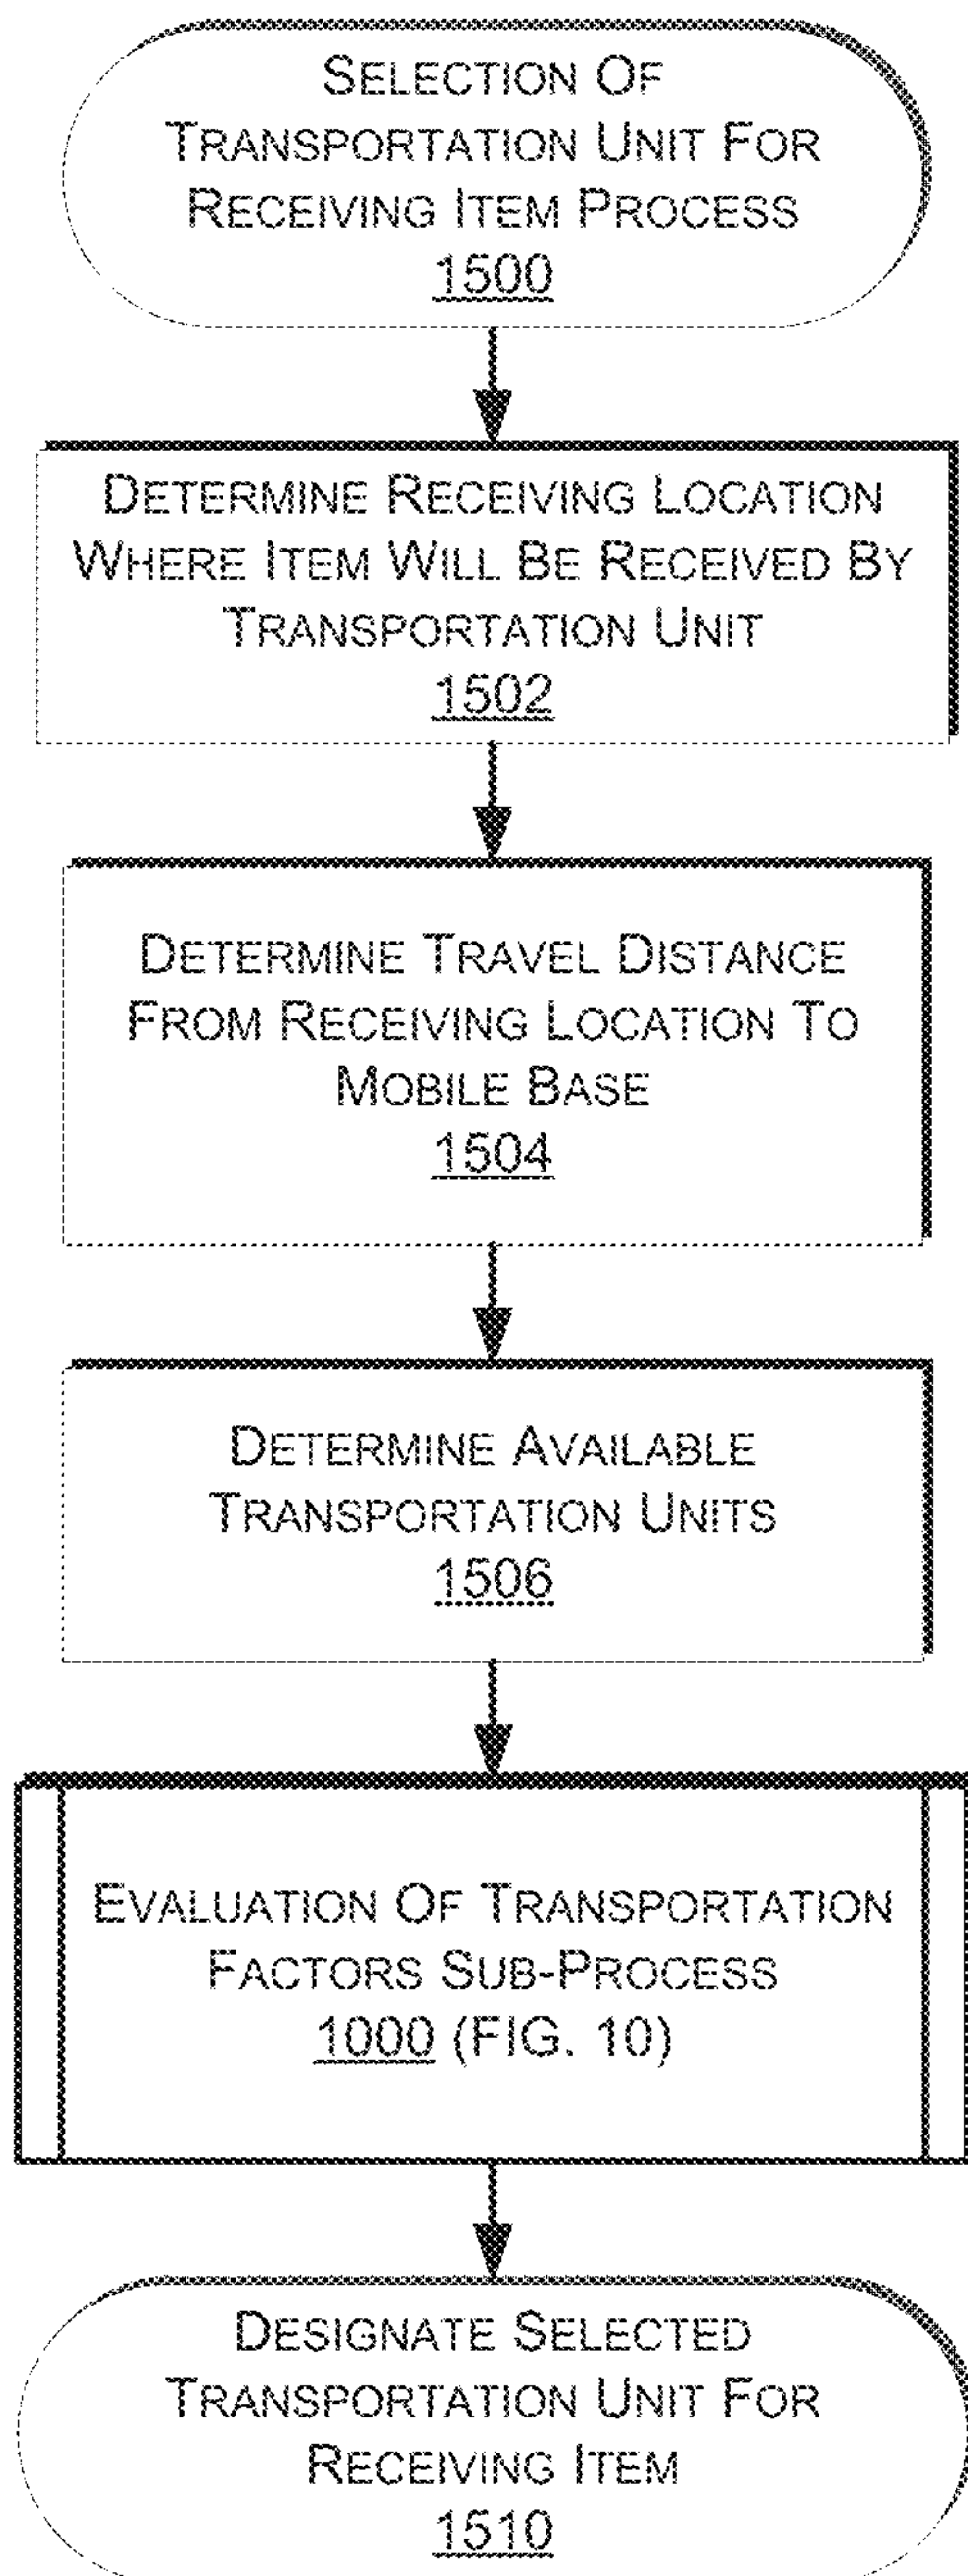 SELECTION OF
TRANSPORTATION UNIT FOR
RECEIVING ITEM PROCESS
1500
DETERMINE RECEIVING LOCATION
WHERE ITEM WILL BE RECEIVED BY
TRANSPORTATION UNIT
1502
DETERMINE TRAVEL DISTANCE
FROM RECEIVING LOCATION TO
MOBILE BASE
1504
DETERMINE AVAILABLE
TRANSPORTATION UNITS
1506
EVALUATION OF TRANSPORTATION
FACTORS SUB-PROCESS
1000 (FIG. 10)
DESIGNATE SELECTED
TRANSPORTATION UNIT FOR
RECEIVING ITEM
1510